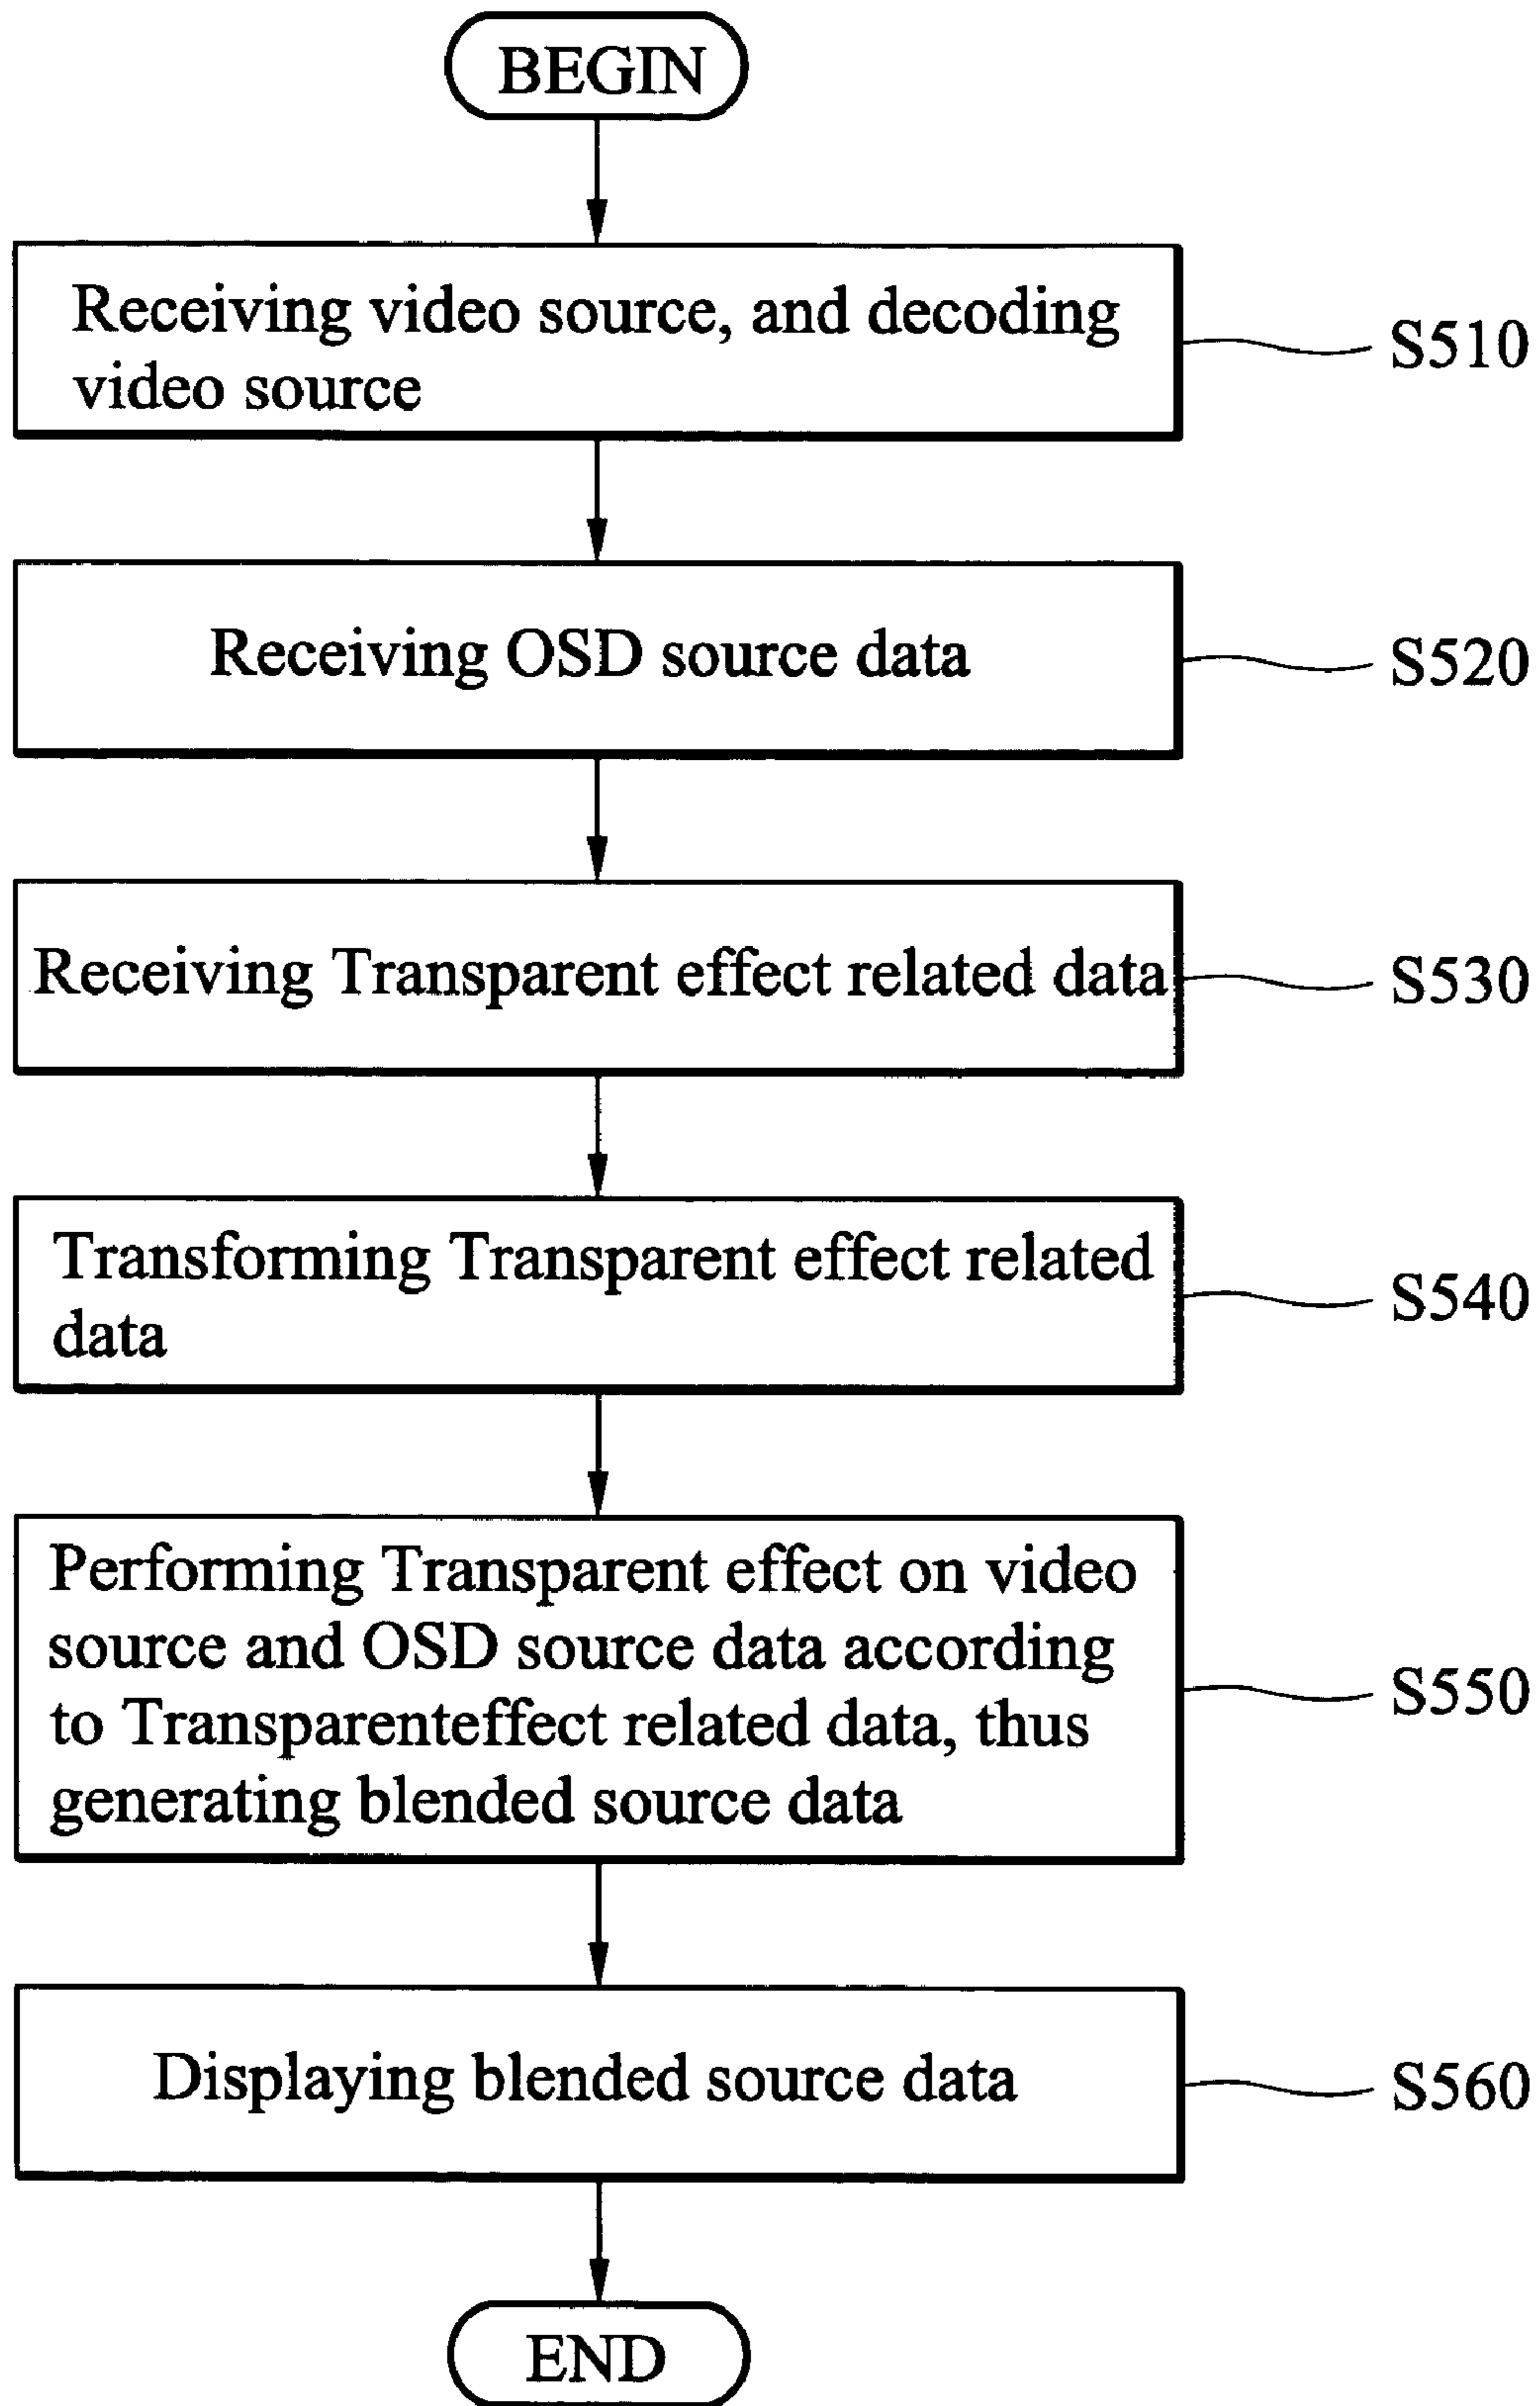 BEGIN
Receiving video source, and decoding
video source
S510
Receiving OSD source data
S520
Receiving Transparent effect related data
S530
Transforming Transparent effect related
data
S540
Performing Transparent effect on video
source and OSD source data according
to Transparenteffect related data, thus
generating blended source data
S550
Displaying blended source data
S560
END